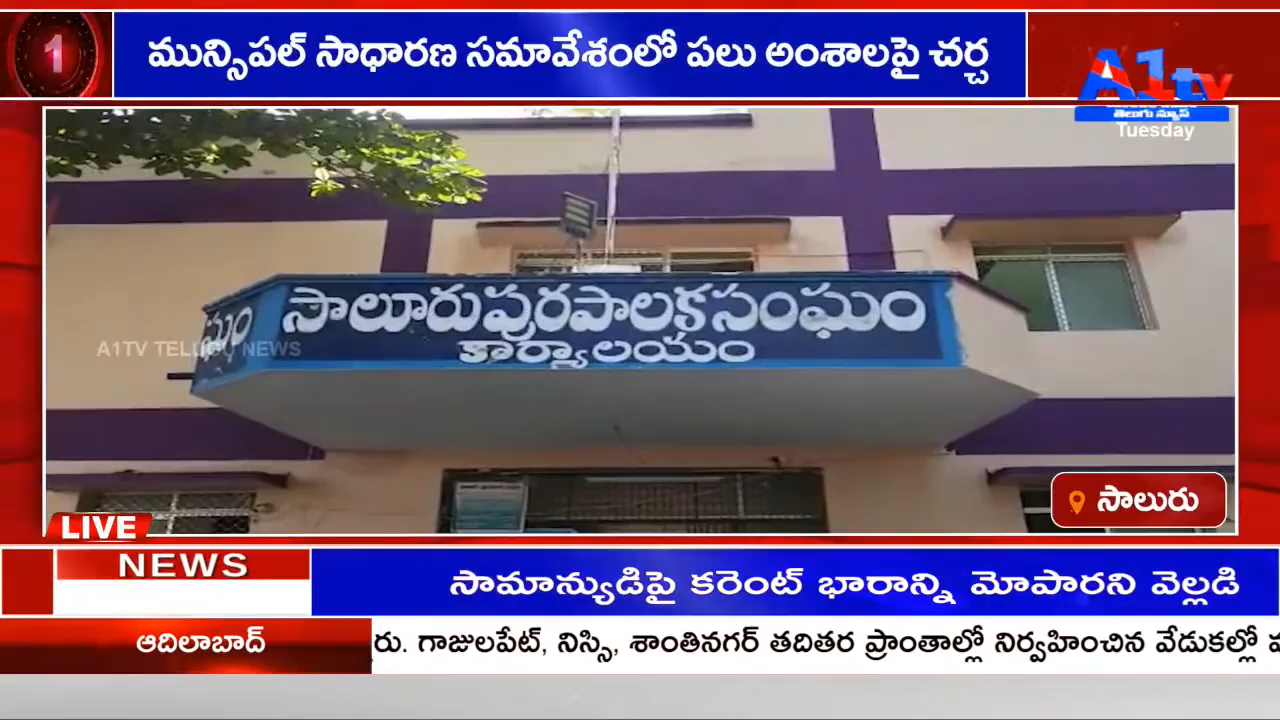 1
మున్సిపల్ సాధారణ సమావేశంలో పలు అంశాలపై చర్చ
A1tv
తెలుగు న్యూస్
Tuesday
సాలూరు పురపాలక సంఘం
కార్యాలయం
ఘం
A1TV TELUGU NEWS
సాలురు
LIVE
NEWS
సామాన్యుడిపై కరెంట్ భారాన్ని మోపారని వెల్లడి
ఆదిలాబాద్
రు. గాజులపేట్, నిస్సి, శాంతినగర్ తదితర ప్రాంతాల్లో నిర్వహించిన వేడుకల్లో